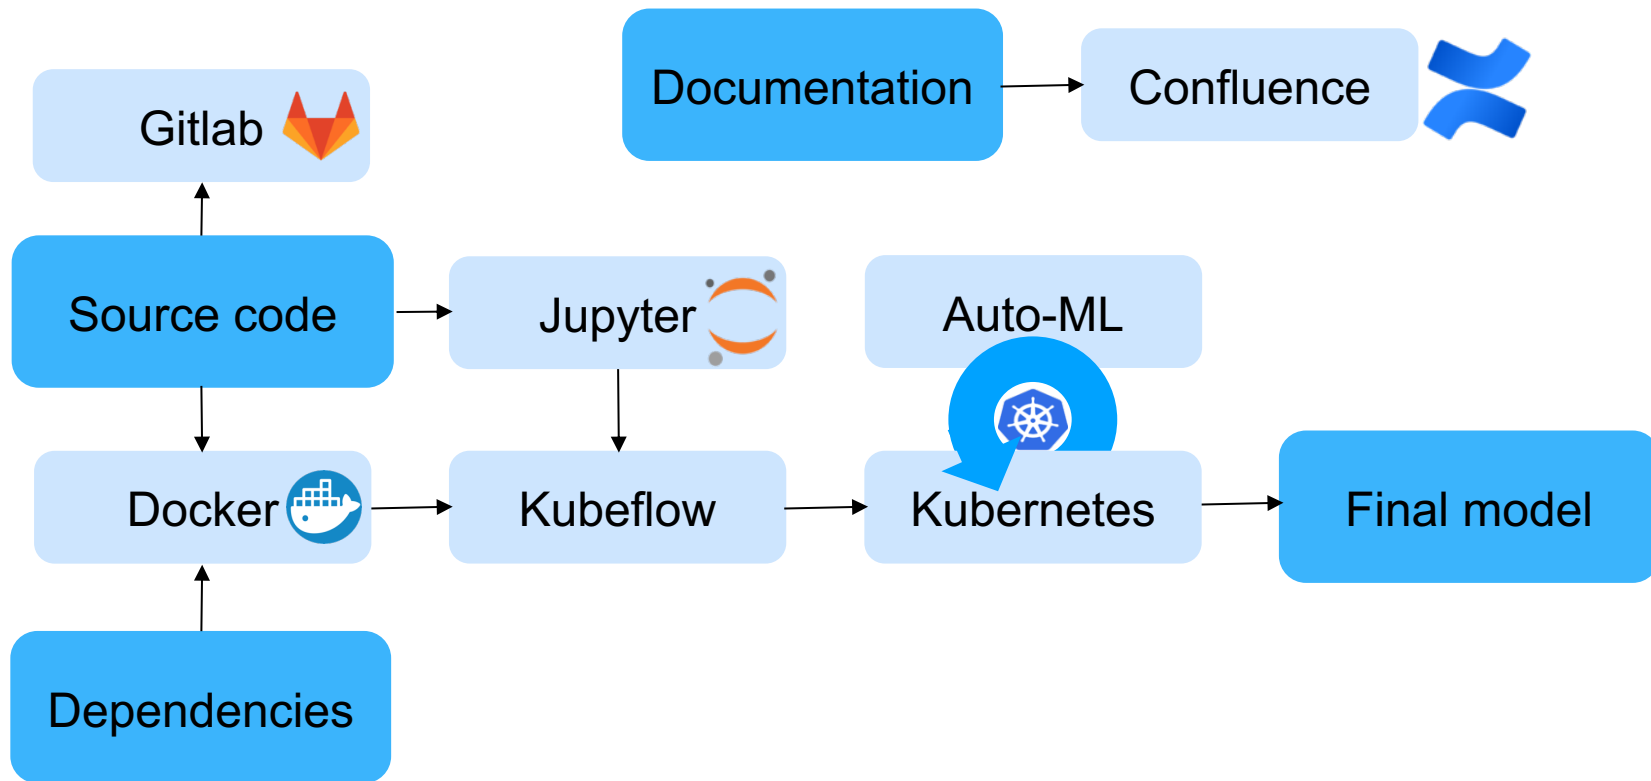 Documentation
Confluence
Gitlab
Source code
Jupyter
Auto-ML
Docker
Kubeflow
Kubernetes
Final model
Dependencies